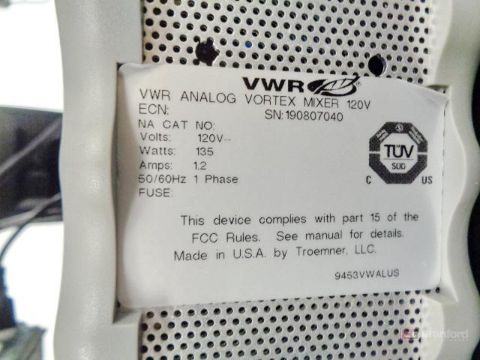 VWR
VWR ANALOG VORTEX MIXER 120V
ECN: SN:190807040
NA CAT NO:
Volts: 120V~
Watts: 135
Amps: 1.2
50/60Hz 1 Phase
FUSE:
TÜV
SÜD
C US
This device complies with part 15 of the
FCC Rules. See manual for details.
Made in U.S.A. by Troemner, LLC.
9453VWALUS